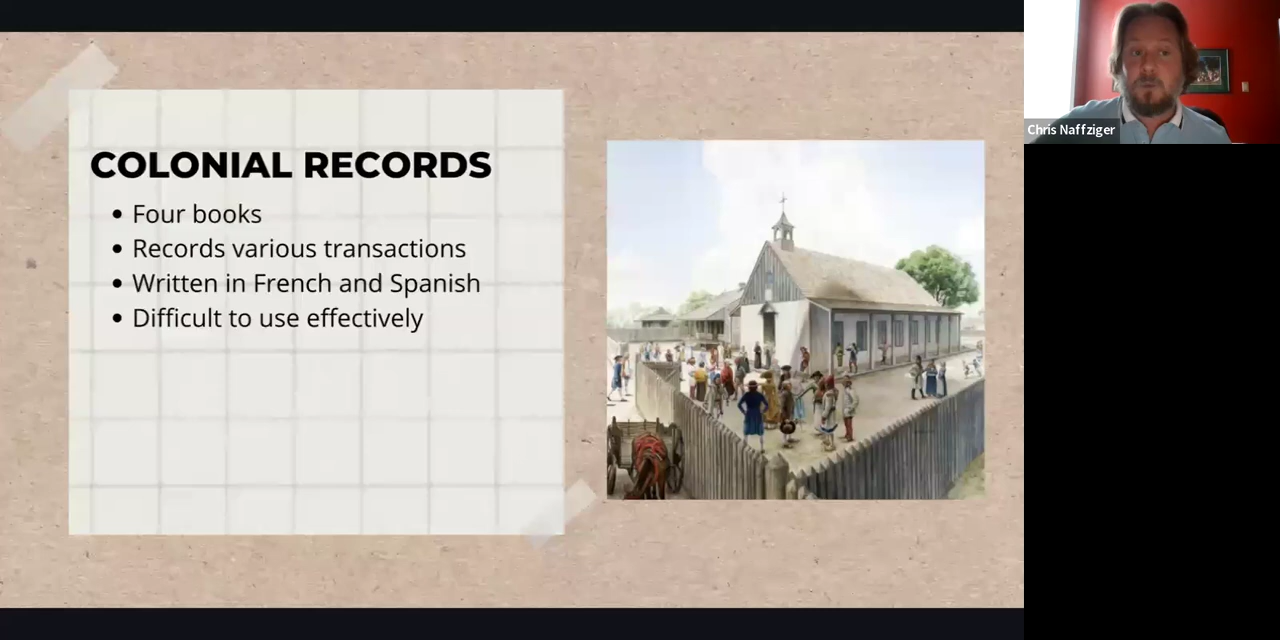 COLONIAL RECORDS
• Four books
• Records various transactions
• Written in French and Spanish
• Difficult to use effectively
Chris Naffziger